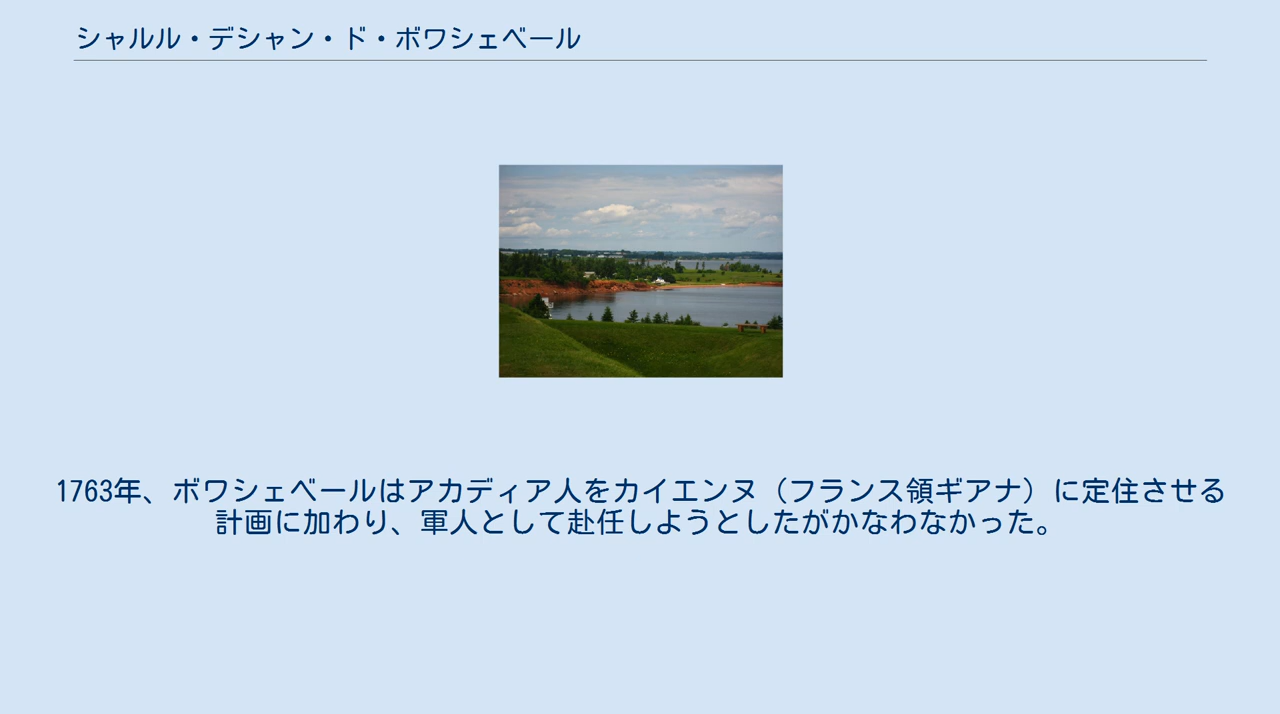 シャルル・デシャン・ド・ボワシェベール
1763年、ボワシェベールはアカディア人をカイエンヌ（フランス領ギアナ）に定住させる
計画に加わり、軍人として赴任しようとしたがかなわなかった。